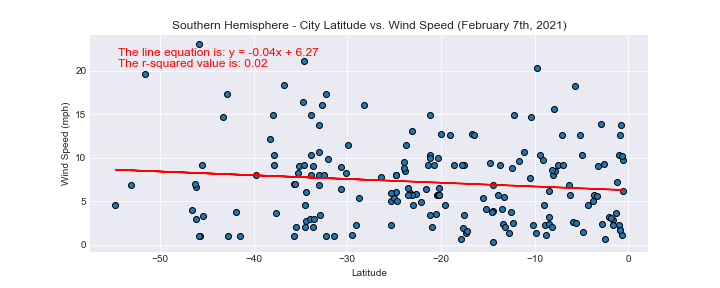 Southern Hemisphere - City Latitude vs. Wind Speed (February 7th, 2021)
The line equation is: y = -0.04x + 6.27
The r-squared value is: 0.02
Wind Speed (mph)
20
15
10
5
0
−50
−40
−30
−20
−10
0
Latitude